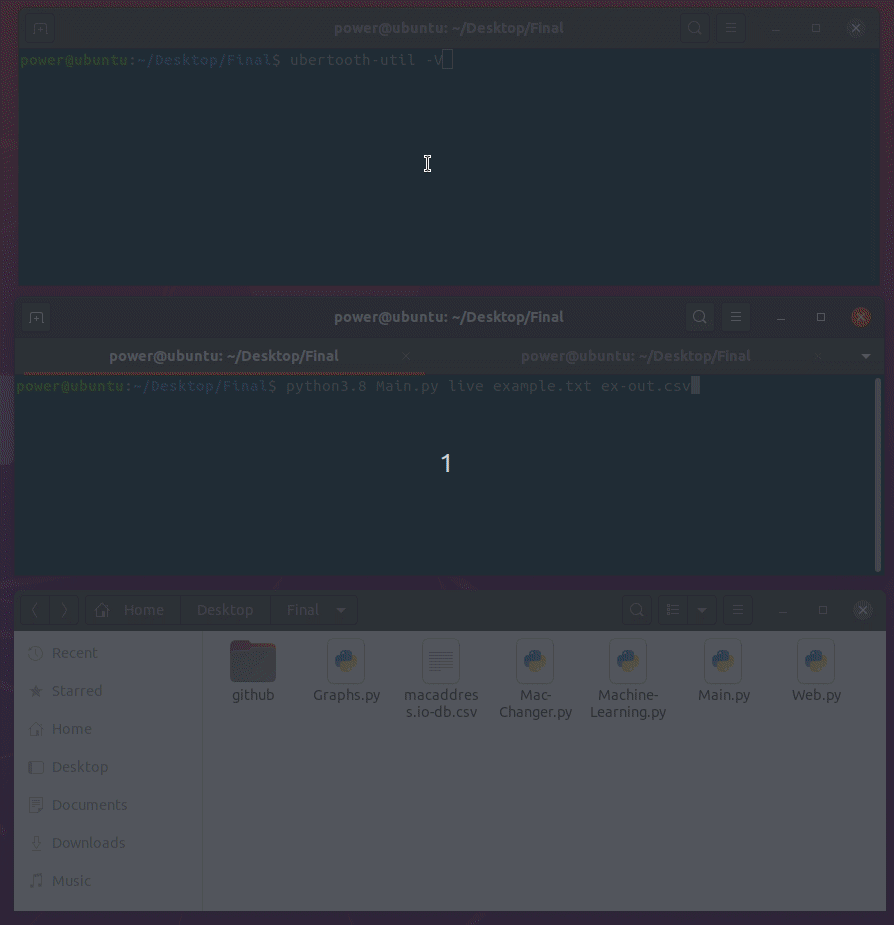 power@ubuntu: ~/Desktop/Final
power@ubuntu:~/Desktop/Final$ ubertooth-util -V
power@ubuntu: ~/Desktop/Final
power@ubuntu: ~/Desktop/Final
power@ubuntu: ~/Desktop/Final
power@ubuntu:~/Desktop/Final$ python3.8 Main.py live example.txt ex-out.csv
1
Home Desktop Final
Recent
Starred
Home
Desktop
Documents
Downloads
Music
github
Graphs.py
macaddres
s.io-db.csv
Mac-
Changer.py
Machine-
Learning.py
Main.py
Web.py